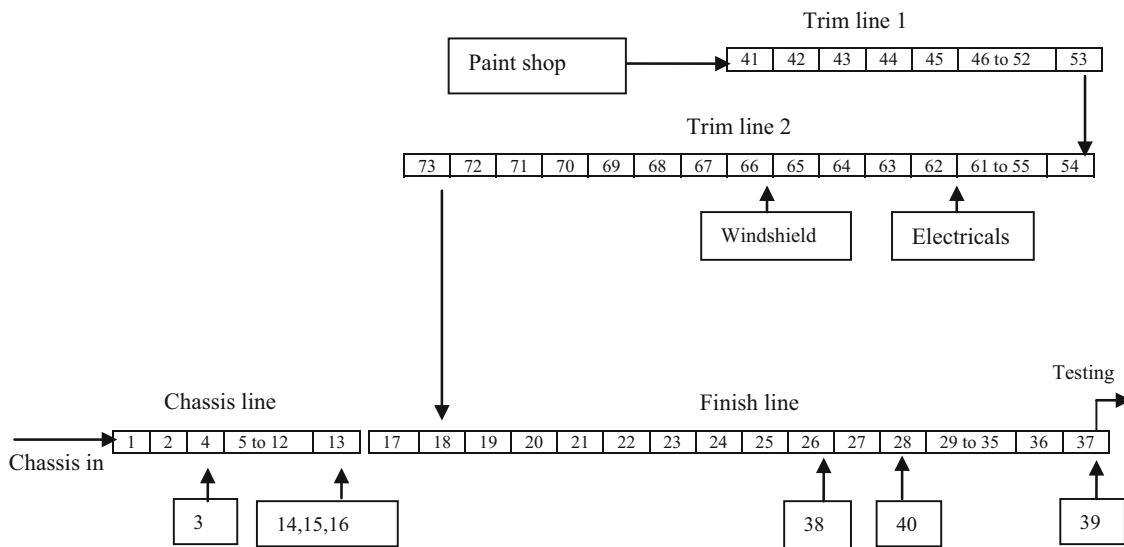 Trim line 1
Paint shop
41 42 43 44 45 46 to 52 53
Trim line 2
73 72 71 70 69 68 67 66 65 64 63 62 61 to 55 54
Windshield Electricals
Testing
Chassis line Finish line
1 2 4 5 to 12 13 17 18 19 20 21 22 23 24 25 26 27 28 29 to 35 36 37
Chassis in
3 14,15,16 38 40 39